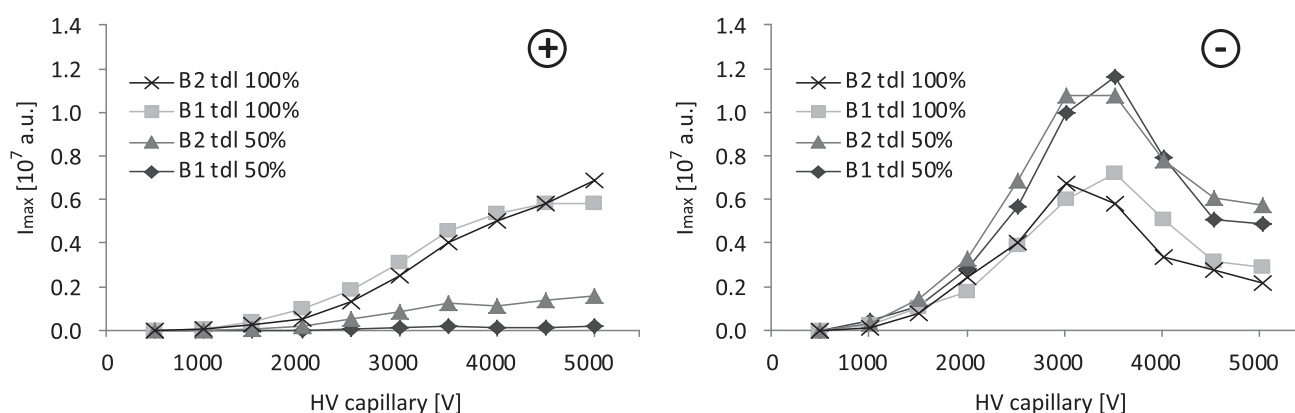 1.4
1.2
1.0
0.8
0.6
0.4
0.2
0.0
Imax [10⁷ a.u.]
+
B2 tdl 100%
B1 tdl 100%
B2 tdl 50%
B1 tdl 50%
0 1000 2000 3000 4000 5000
HV capillary [V]
1.4
1.2
1.0
0.8
0.6
0.4
0.2
0.0
Imax [10⁷ a.u.]
-
B2 tdl 100%
B1 tdl 100%
B2 tdl 50%
B1 tdl 50%
0 1000 2000 3000 4000 5000
HV capillary [V]